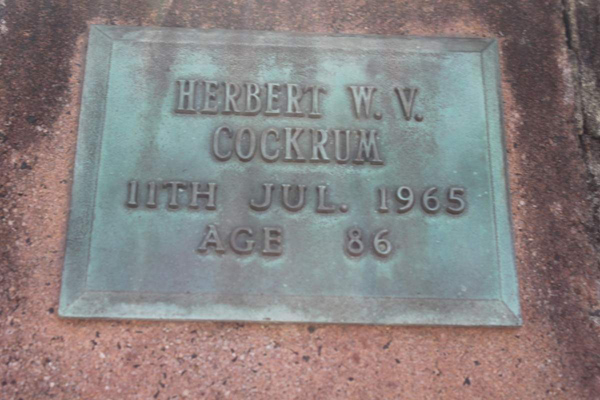 HERBERT W. V.
COCKRUM
11TH JUL. 1965
AGE 86